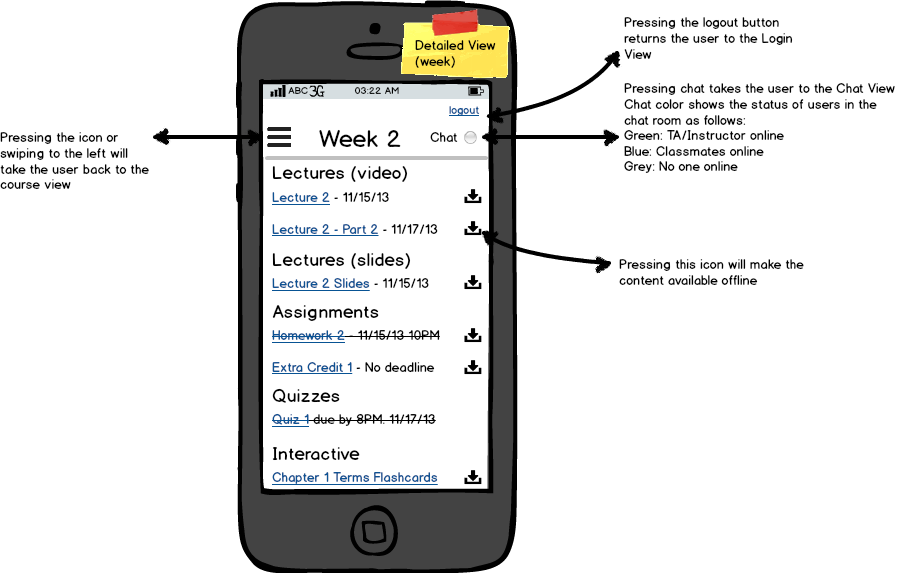 Detailed View
(week)
ABC 3G 03:22 AM
logout
Week 2
Chat
Lectures (video)
Lecture 2 - 11/15/13
Lecture 2 - Part 2 - 11/17/13
Lectures (slides)
Lecture 2 Slides - 11/15/13
Assignments
Homework 2 - 11/15/13 10PM
Extra Credit 1 - No deadline
Quizzes
Quiz 1 due by 8PM. 11/17/13
Interactive
Chapter 1 Terms Flashcards
Pressing the icon or
swiping to the left will
take the user back to the
course view
Pressing the logout button
returns the user to the Login
View
Pressing chat takes the user to the Chat View
Chat color shows the status of users in the
chat room as follows:
Green: TA/Instructor online
Blue: Classmates online
Grey: No one online
Pressing this icon will make the
content available offline